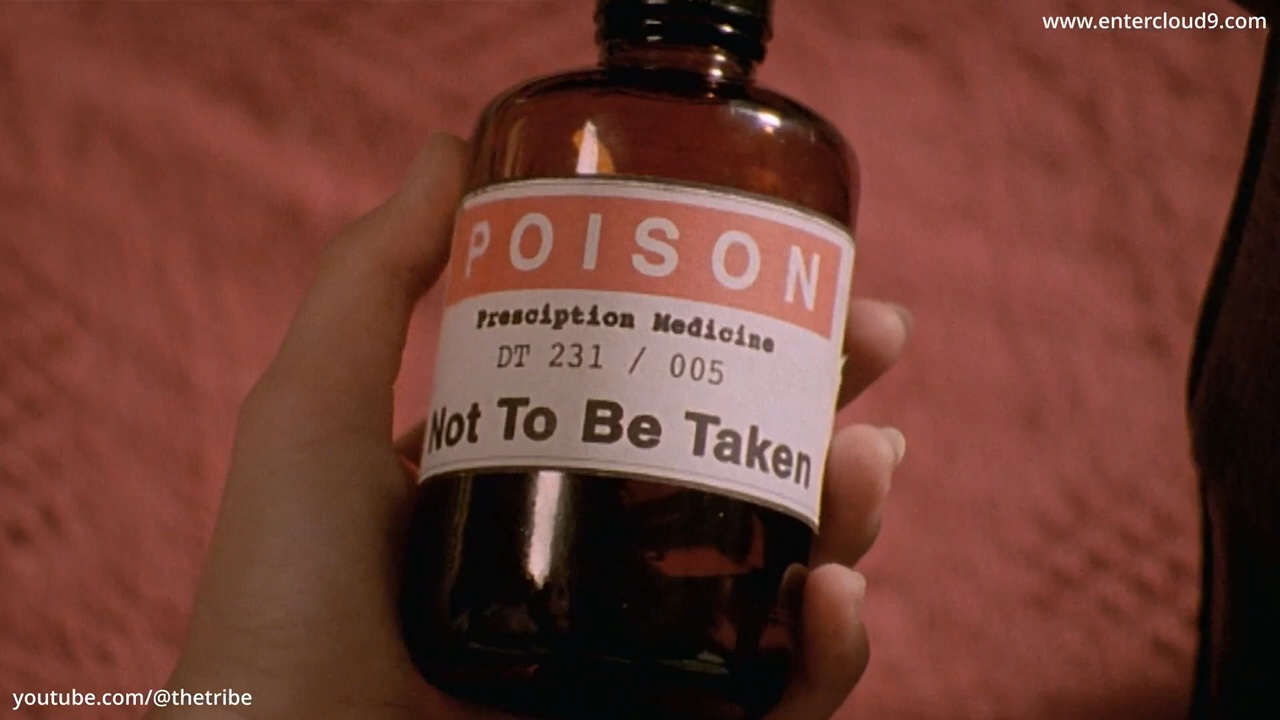 www.entercloud9.com
POISON
Presciption Medicine
DT 231 / 005
Not To Be Taken
youtube.com/@thetribe